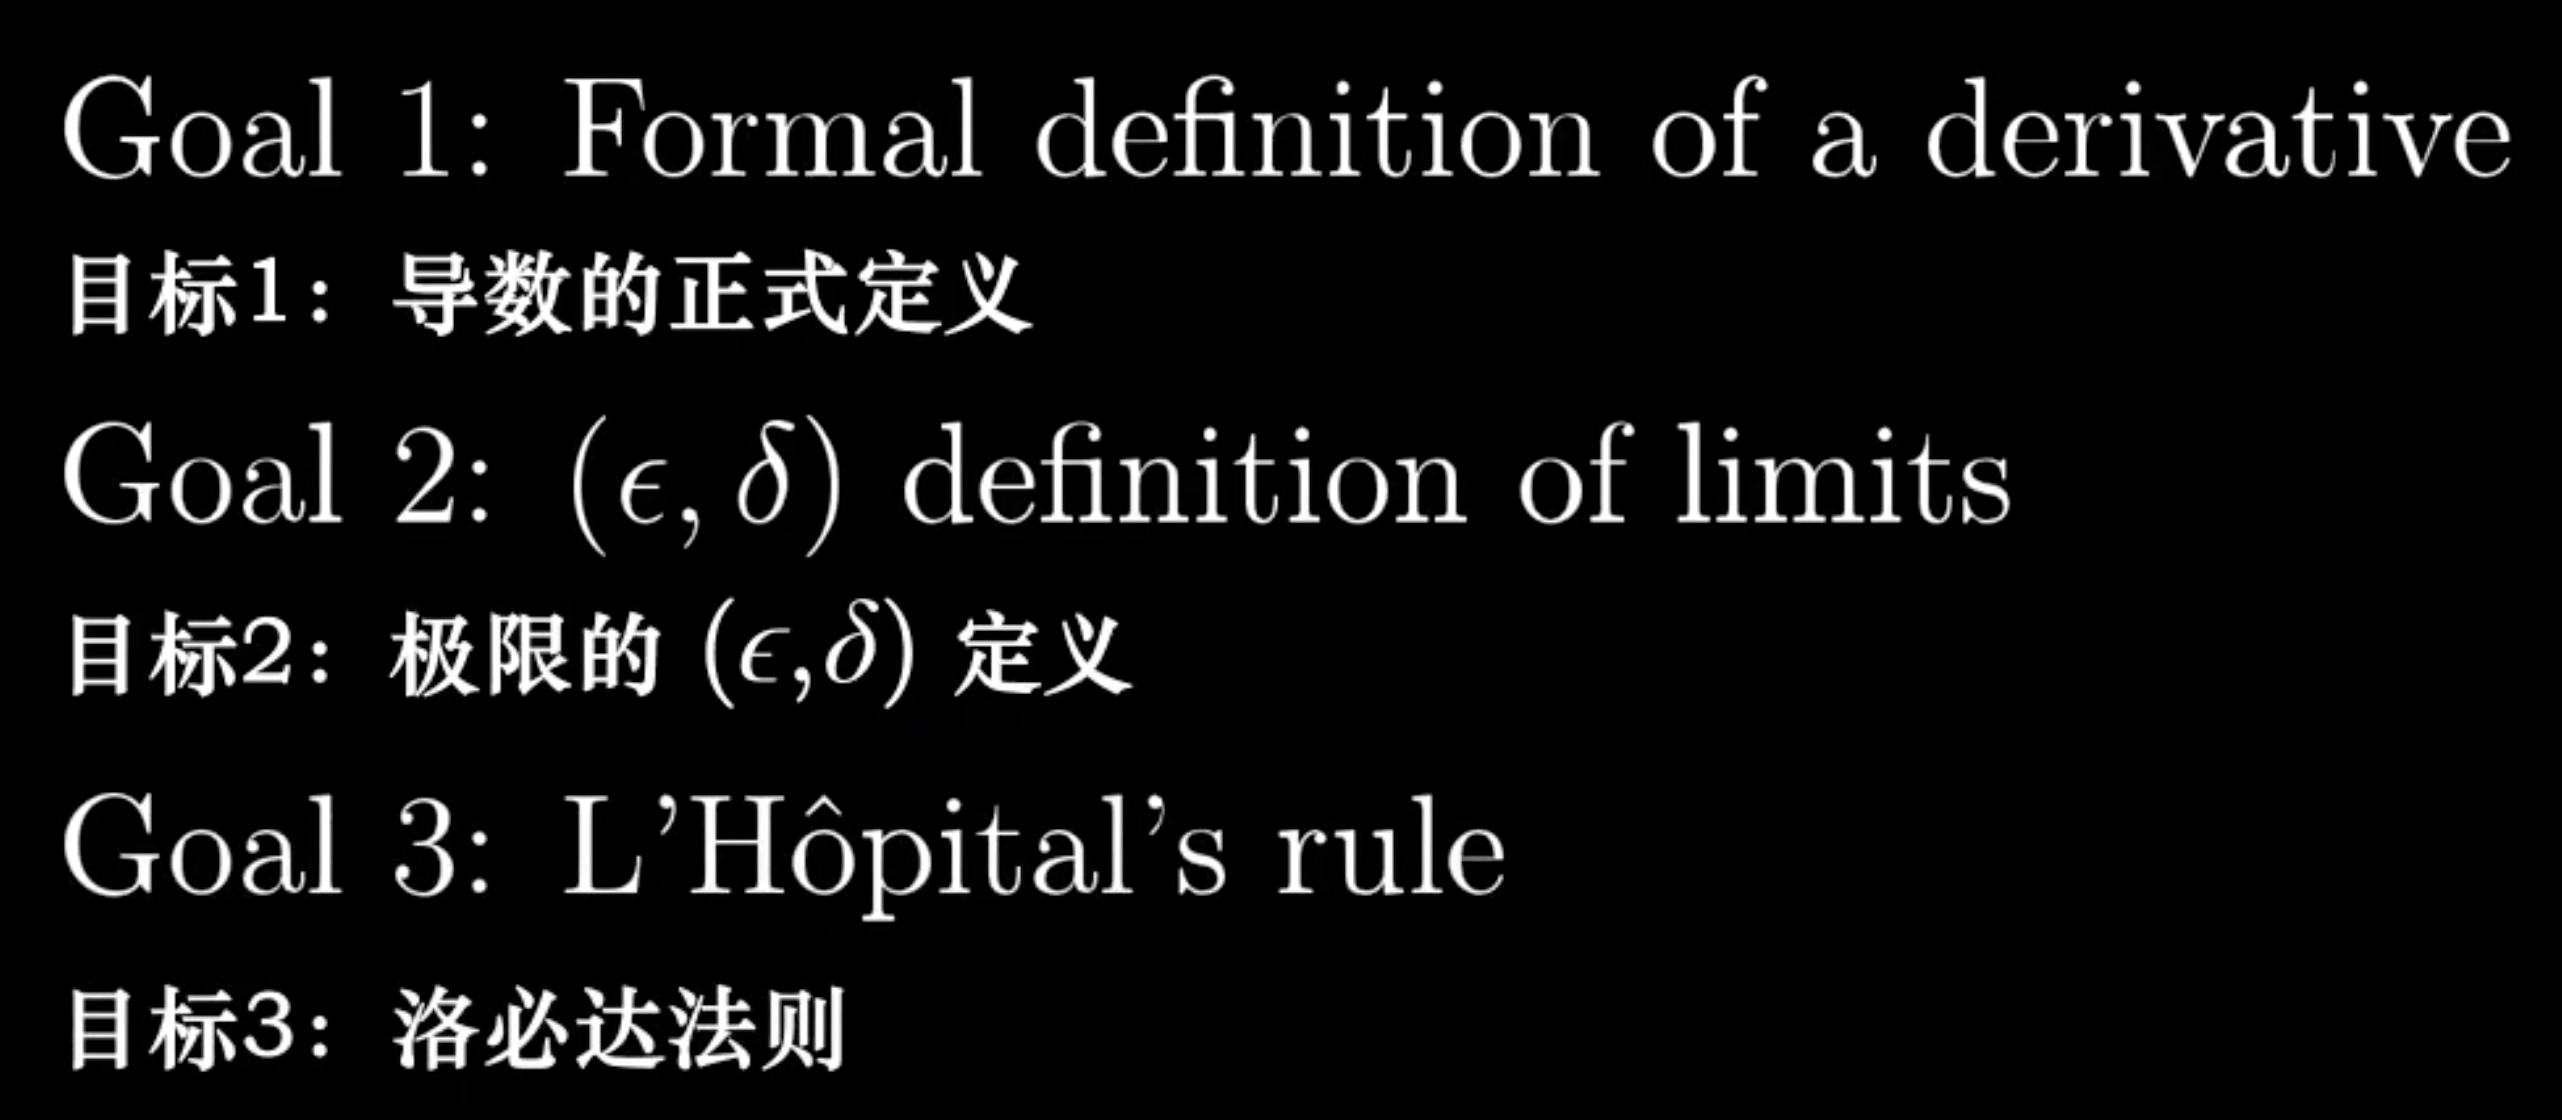 Goal 1: Formal definition of a derivative
目标1：导数的正式定义
Goal 2: (ϵ, δ) definition of limits
目标2：极限的 (ϵ,δ) 定义
Goal 3: L’Hôpital’s rule
目标3：洛必达法则